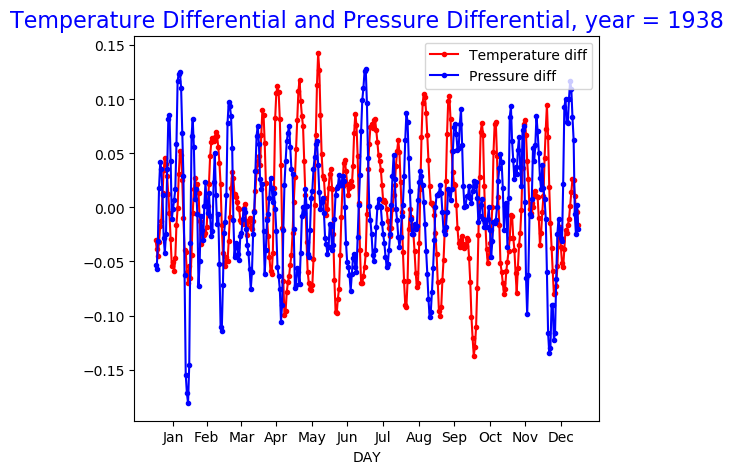 Temperature Differential and Pressure Differential, year = 1938
Temperature diff
Pressure diff
0.15
0.10
0.05
0.00
−0.05
−0.10
−0.15
Jan Feb Mar Apr May Jun Jul Aug Sep Oct Nov Dec
DAY